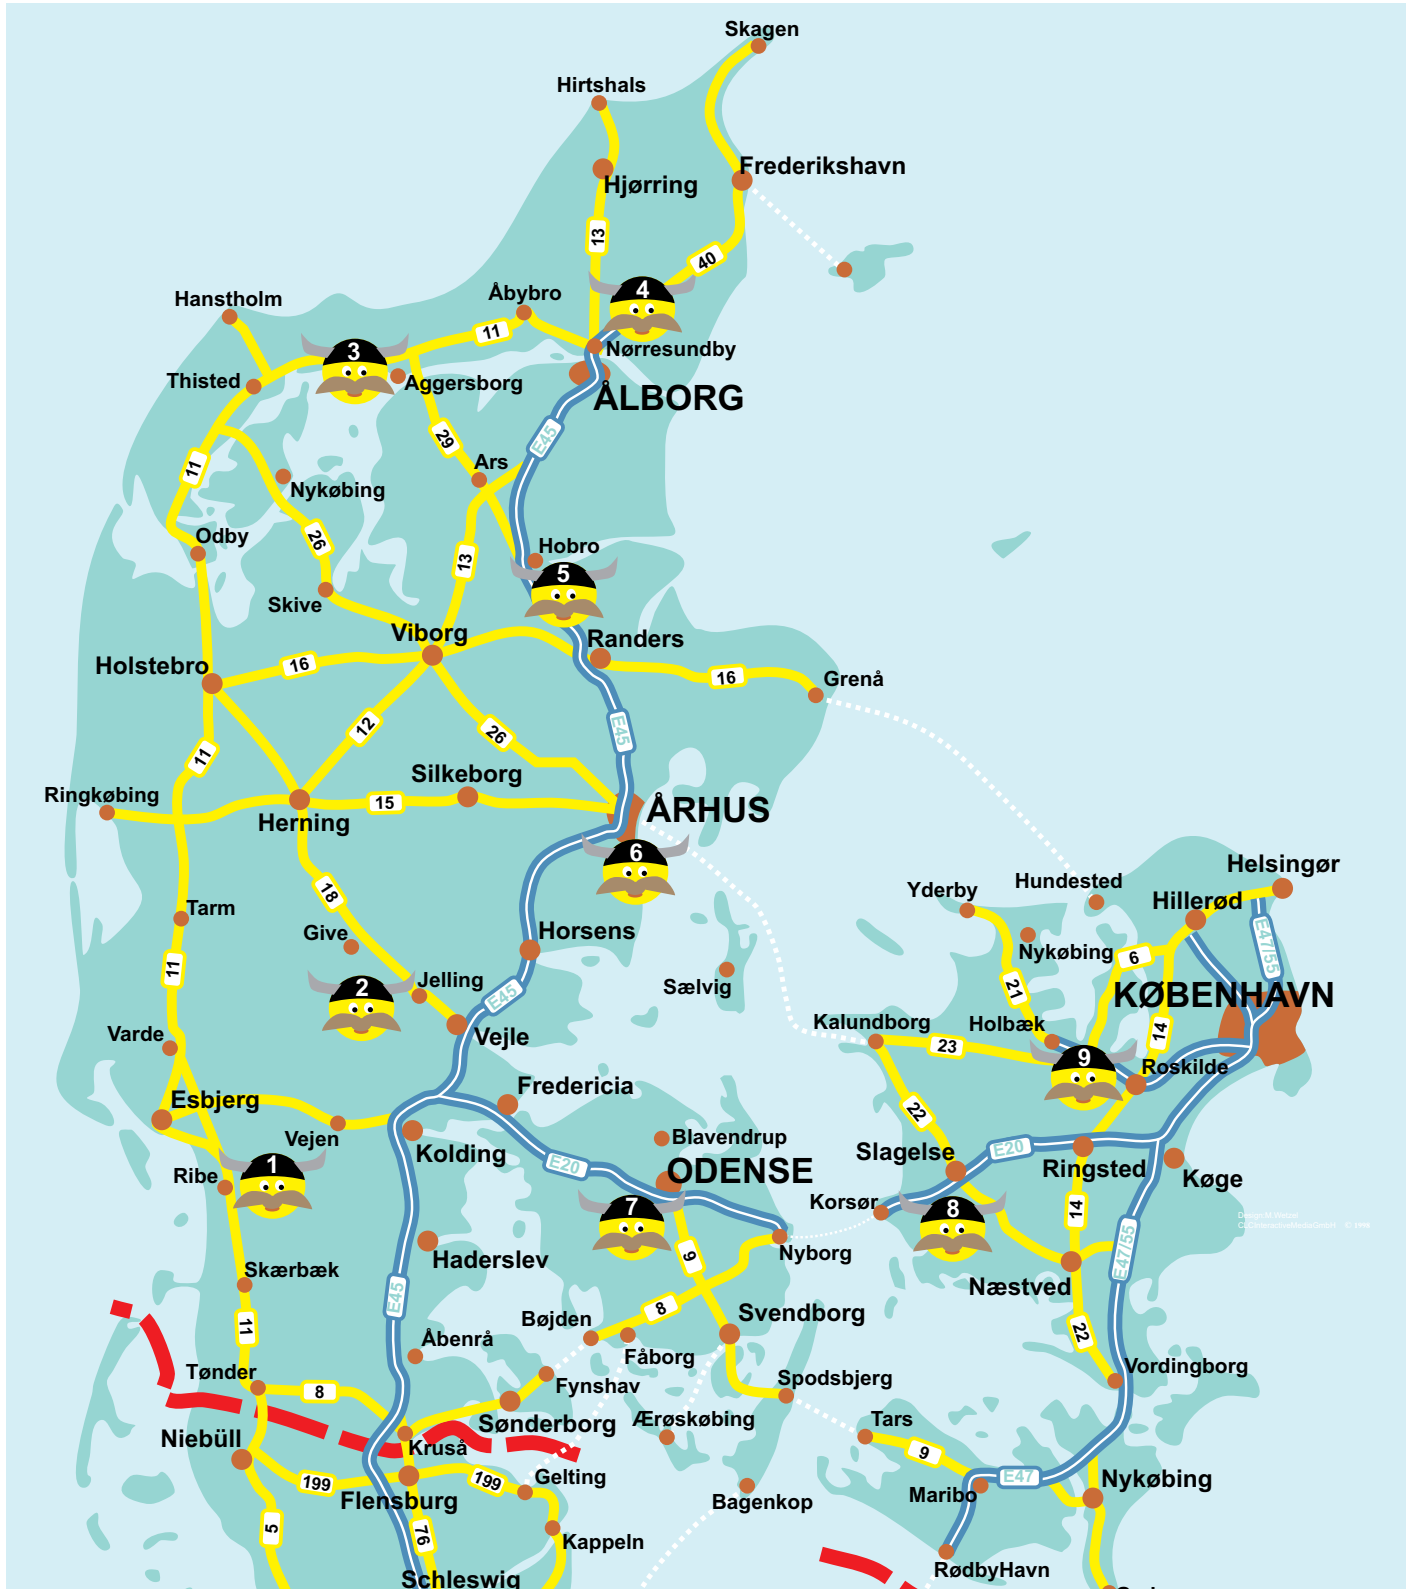 Skagen
Hirtshals
Frederikshavn
Hjørring
13
40
4
Hanstholm
Åbybro
11
3
Nørresundby
Thisted
Aggersborg
ÅLBORG
29
E45
Ars
11
Nykøbing
26
Odby
13
Hobro
5
Skive
Viborg
Randers
Holstebro
16
16
Grenå
12
26
E45
11
Silkeborg
Ringkøbing
15
ÅRHUS
Herning
6
Helsingør
18
Yderby
Hundested
Hillerød
Tarm
Give
Horsens
Nykøbing
6
E47/55
11
Jelling
Sælvig
21
2
E45
KØBENHAVN
Varde
Vejle
Kalundborg
Holbæk
14
23
9
Roskilde
Fredericia
Esbjerg
22
Vejen
Kolding
Blavendrup
Slagelse
E20
Ringsted
1
E20
ODENSE
Ribe
Korsør
Køge
7
8
14
Design M.Wetzel
CLCInteractiveMediaGmbH © 1998
Haderslev
9
Nyborg
E47/55
Skærbæk
Næstved
E45
8
Bøjden
Svendborg
11
Åbenrå
Fåborg
22
Tønder
Vordingborg
8
Fynshav
Spodsbjerg
Sønderborg
Ærøskøbing
Tars
Niebüll
Kruså
9
199
199
Gelting
E47
Nykøbing
Flensburg
Bagenkop
Maribo
5
76
Kappeln
RødbyHavn
Schleswig